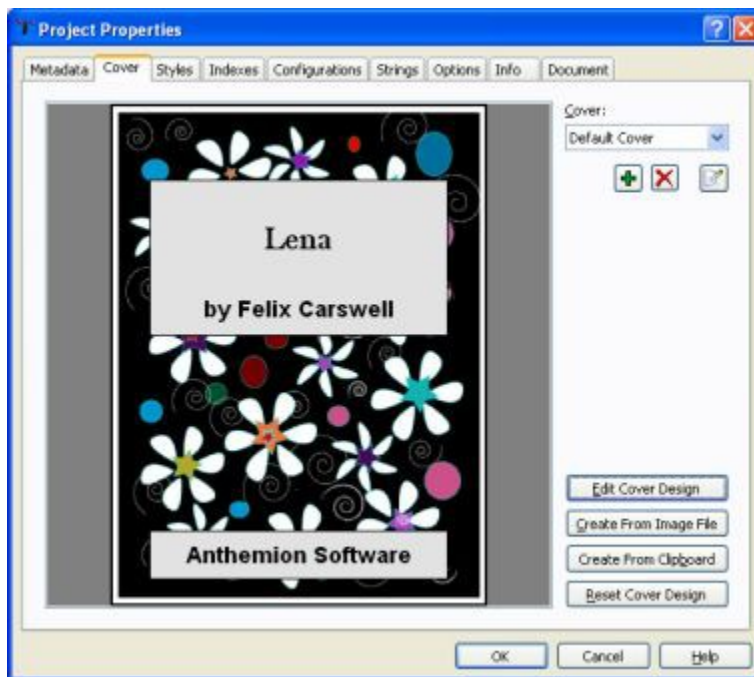 Project Properties
Metadata Cover Styles Indexes Configurations Strings Options Info Document
Cover:
Default Cover
Lena
by Felix Carswell
Anthemion Software
Edit Cover Design
Create From Image File
Create From Clipboard
Reset Cover Design
OK Cancel Help